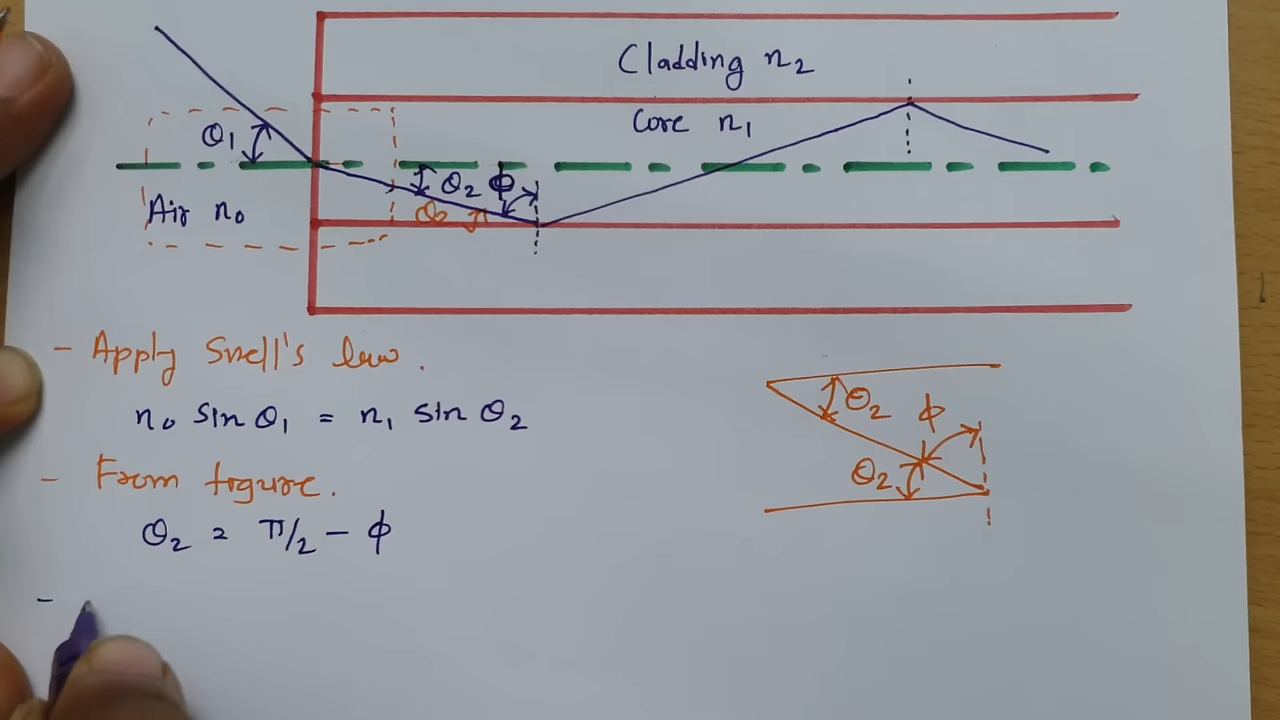 Cladding n2
Core n1
θ1
θ2 ϕ
θ2
Air n0
- Apply Snell's law.
n0 sin θ1 = n1 sin θ2
- From figure.
θ2 = π/2 - ϕ
-
θ2 ϕ
θ2